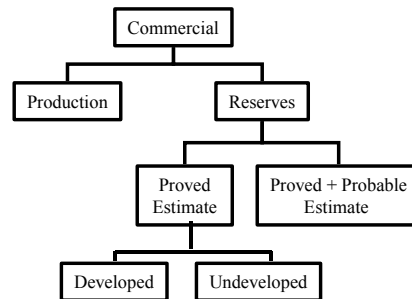 Commercial
Production
Reserves
Proved
Estimate
Proved + Probable
Estimate
Developed
Undeveloped